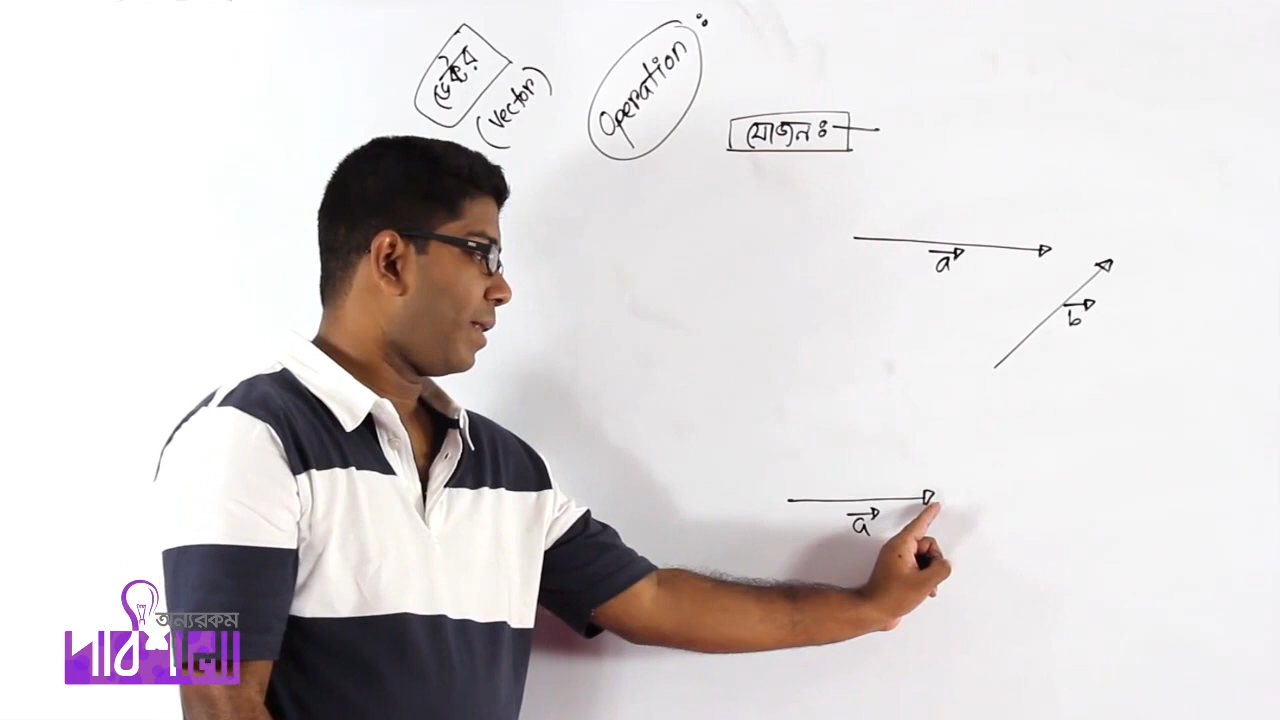 ভেক্টর
(vector)
Operation :
যোজন ঃ—
a
b
a
অন্যরকম
পাঠশালা